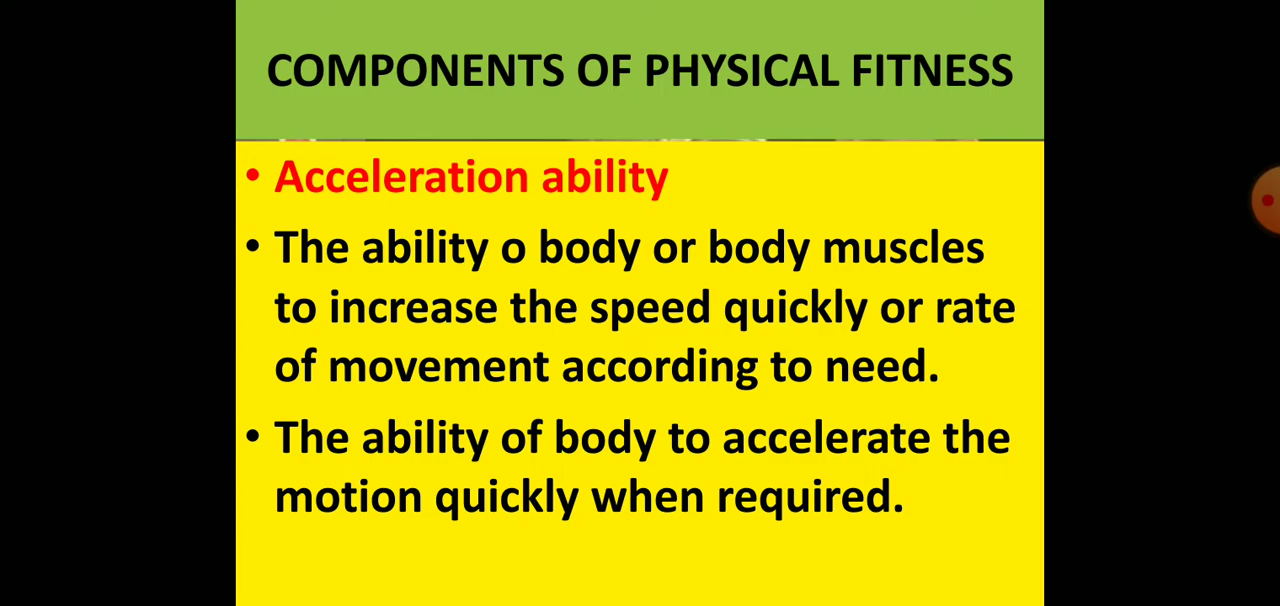 COMPONENTS OF PHYSICAL FITNESS
• Acceleration ability
• The ability o body or body muscles
to increase the speed quickly or rate
of movement according to need.
• The ability of body to accelerate the
motion quickly when required.